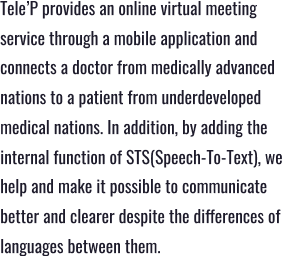 Tele'P provides an online virtual meeting
service through a mobile application and
connects a doctor from medically advanced
nations to a patient from underdeveloped
medical nations. In addition, by adding the
internal function of STS(Speech-To-Text), we
help and make it possible to communicate
better and clearer despite the differences of
languages between them.